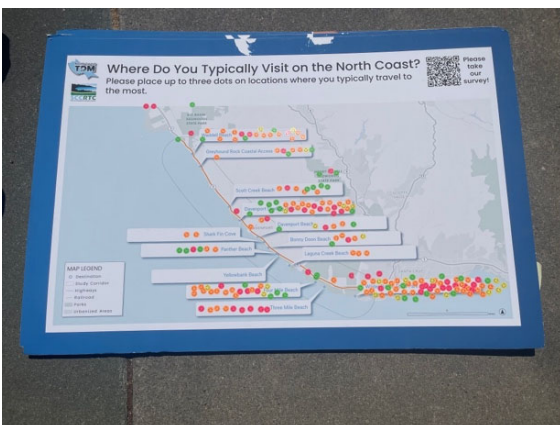 TDM
SCCRTC
Where Do You Typically Visit on the North Coast?
Please place up to three dots on locations where you typically travel to
the most.
Please
take
our
survey!
Greyhound Rock Coastal Access
Scott Creek Beach
Davenport
Davenport Beach
Shark Fin Cove
Bonny Doon Beach
Panther Beach
Laguna Creek Beach
Yellowbank Beach
Mile Beach
Three Mile Beach
MAP LEGEND
Destination
Study Corridor
Highways
Railroad
Parks
Urbanized Areas